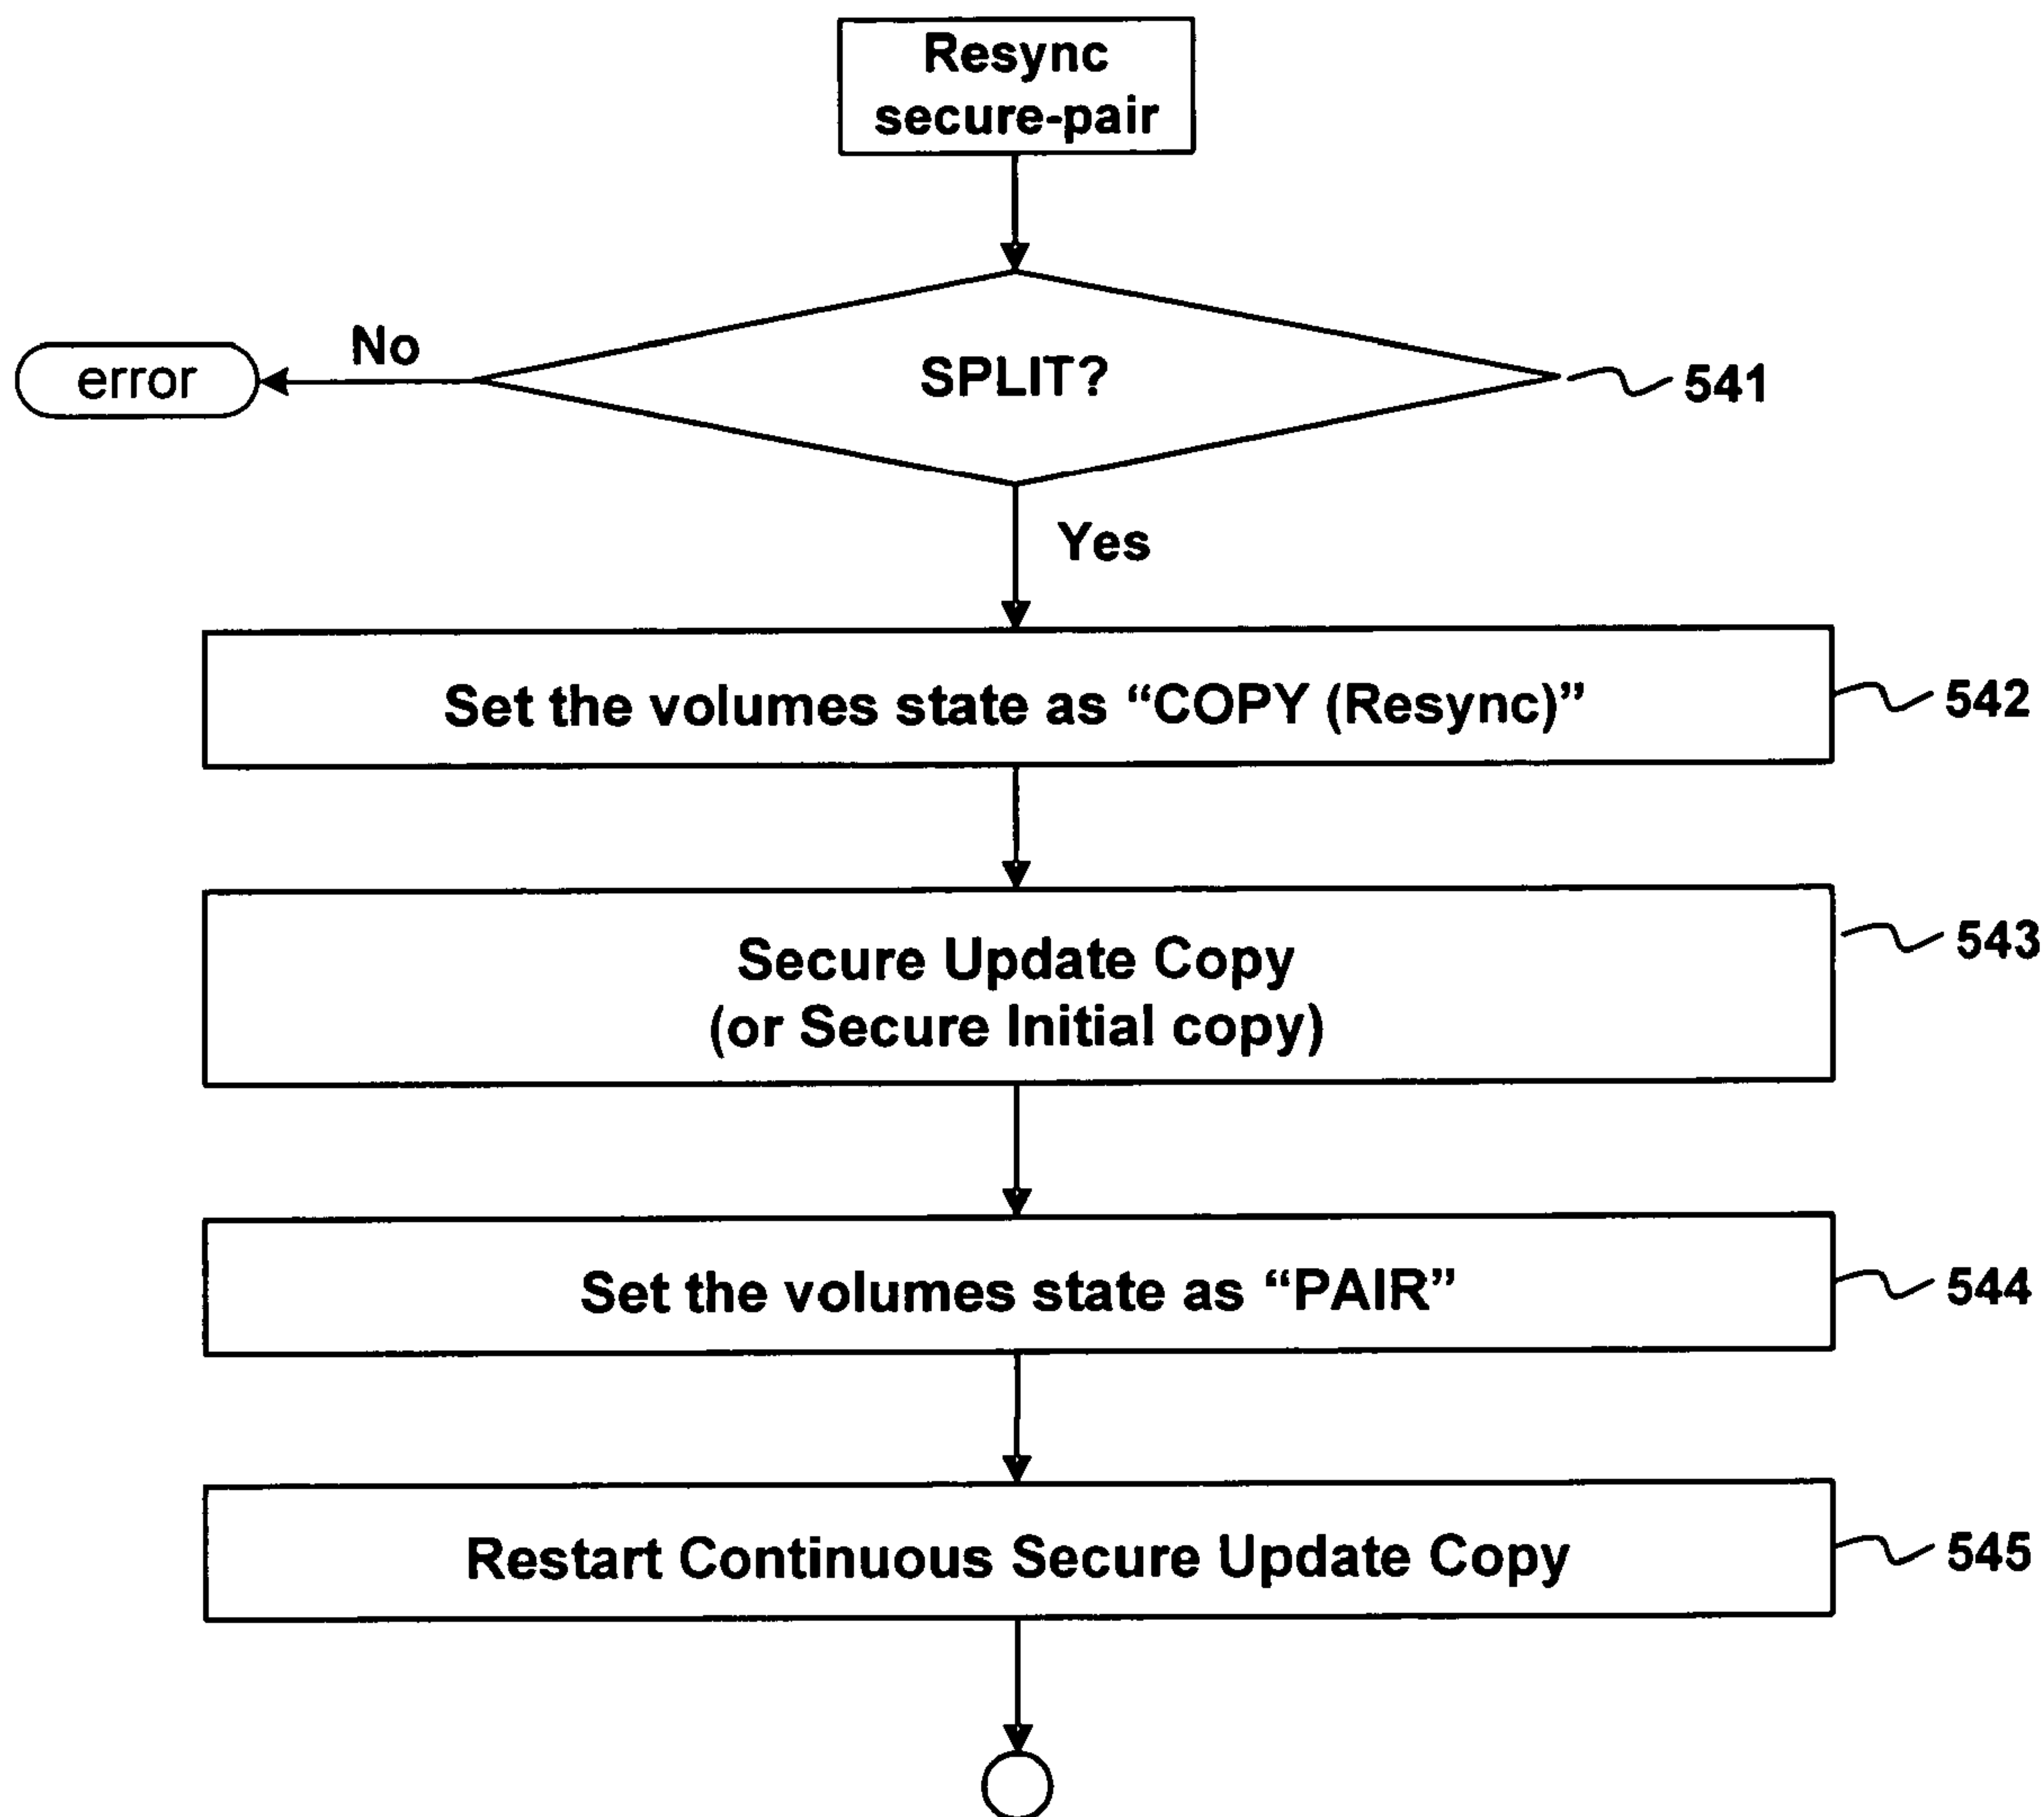 Resync
secure-pair
No
error
SPLIT?
541
Yes
Set the volumes state as “COPY (Resync)”
542
Secure Update Copy
(or Secure Initial copy)
543
Set the volumes state as “PAIR”
544
Restart Continuous Secure Update Copy
545